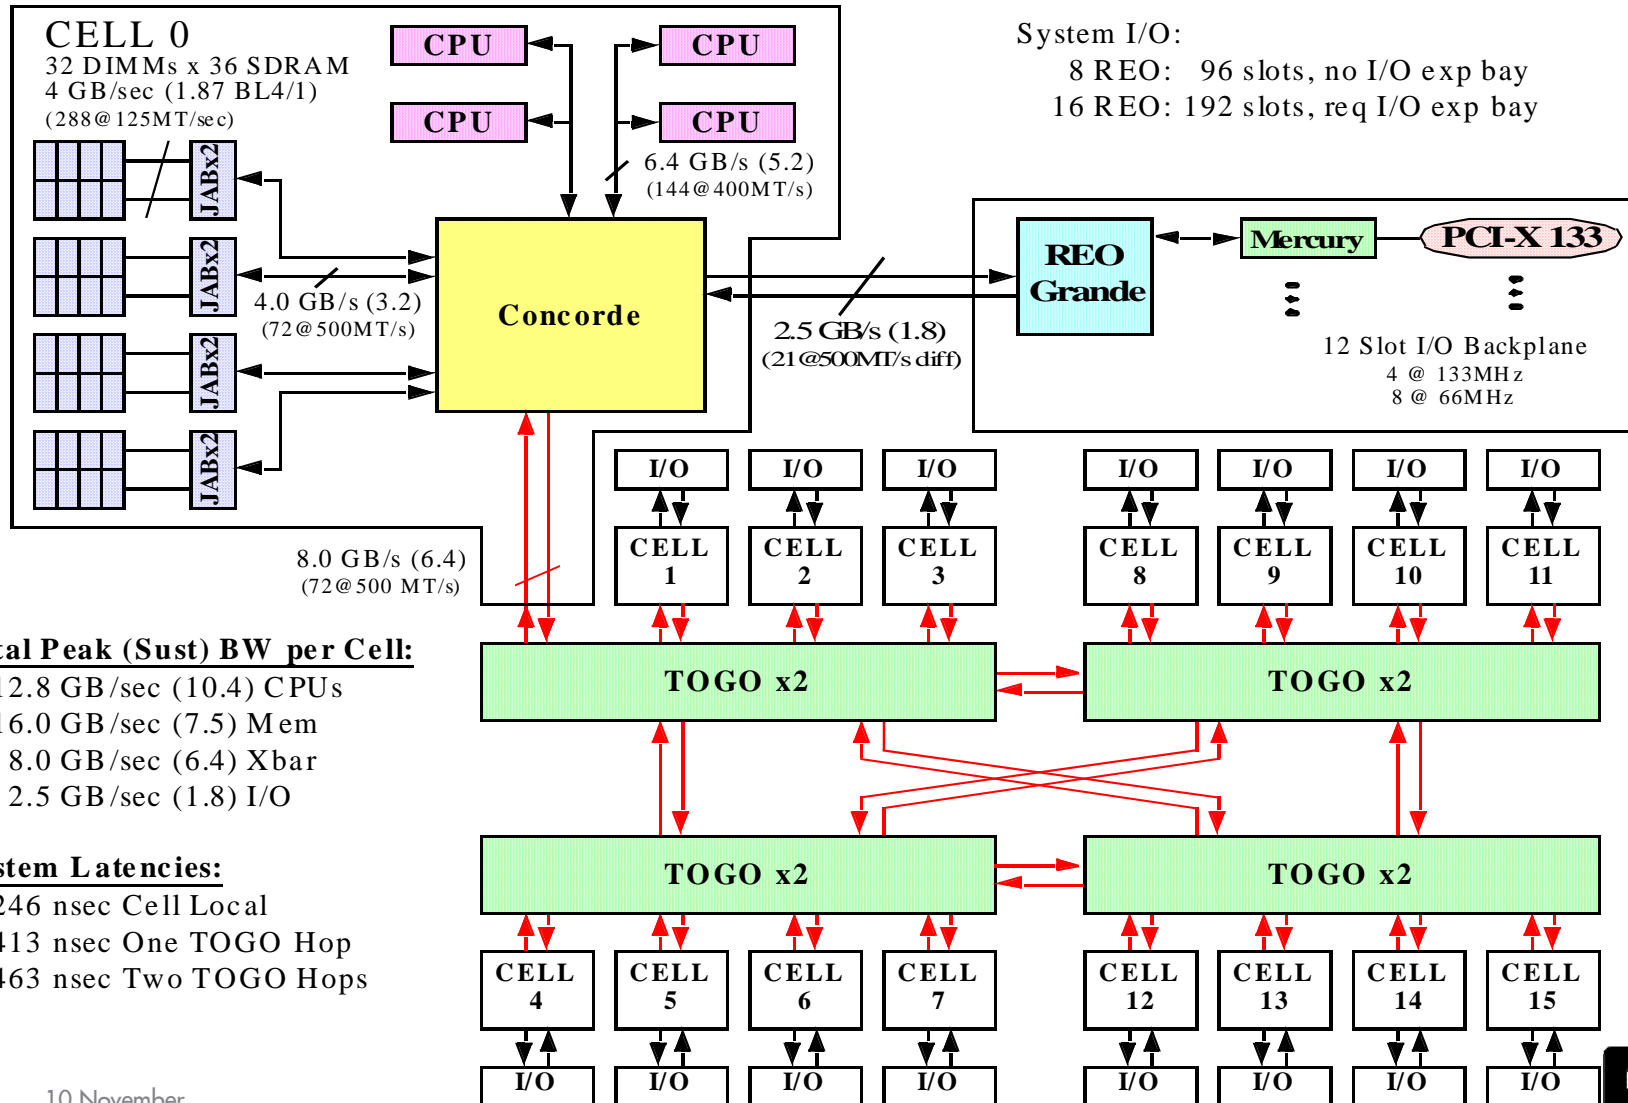 CELL 0
32 DIMMs x 36 SDRAM
4 GB/sec (1.87 BL4/1)
(288@125MT/sec)
CPU
CPU
CPU
CPU
6.4 GB/s (5.2)
(144@400MT/s)
System I/O:
8 REO: 96 slots, no I/O exp bay
16 REO: 192 slots, req I/O exp bay
JABx2
JABx2
JABx2
JABx2
4.0 GB/s (3.2)
(72@500MT/s)
Concorde
2.5 GB/s (1.8)
(21@500MT/s diff)
REO
Grande
Mercury
PCI-X 133
12 Slot I/O Backplane
4 @ 133MHz
8 @ 66MHz
8.0 GB/s (6.4)
(72@500 MT/s)
I/O
I/O
I/O
I/O
I/O
I/O
I/O
CELL
1
CELL
2
CELL
3
CELL
8
CELL
9
CELL
10
CELL
11
TOGO x2
TOGO x2
tal Peak (Sust) BW per Cell:
12.8 GB/sec (10.4) CPUs
16.0 GB/sec (7.5) Mem
8.0 GB/sec (6.4) Xbar
2.5 GB/sec (1.8) I/O
TOGO x2
TOGO x2
stem Latencies:
246 nsec Cell Local
413 nsec One TOGO Hop
463 nsec Two TOGO Hops
CELL
4
CELL
5
CELL
6
CELL
7
CELL
12
CELL
13
CELL
14
CELL
15
I/O
I/O
I/O
I/O
I/O
I/O
I/O
I/O
10 November